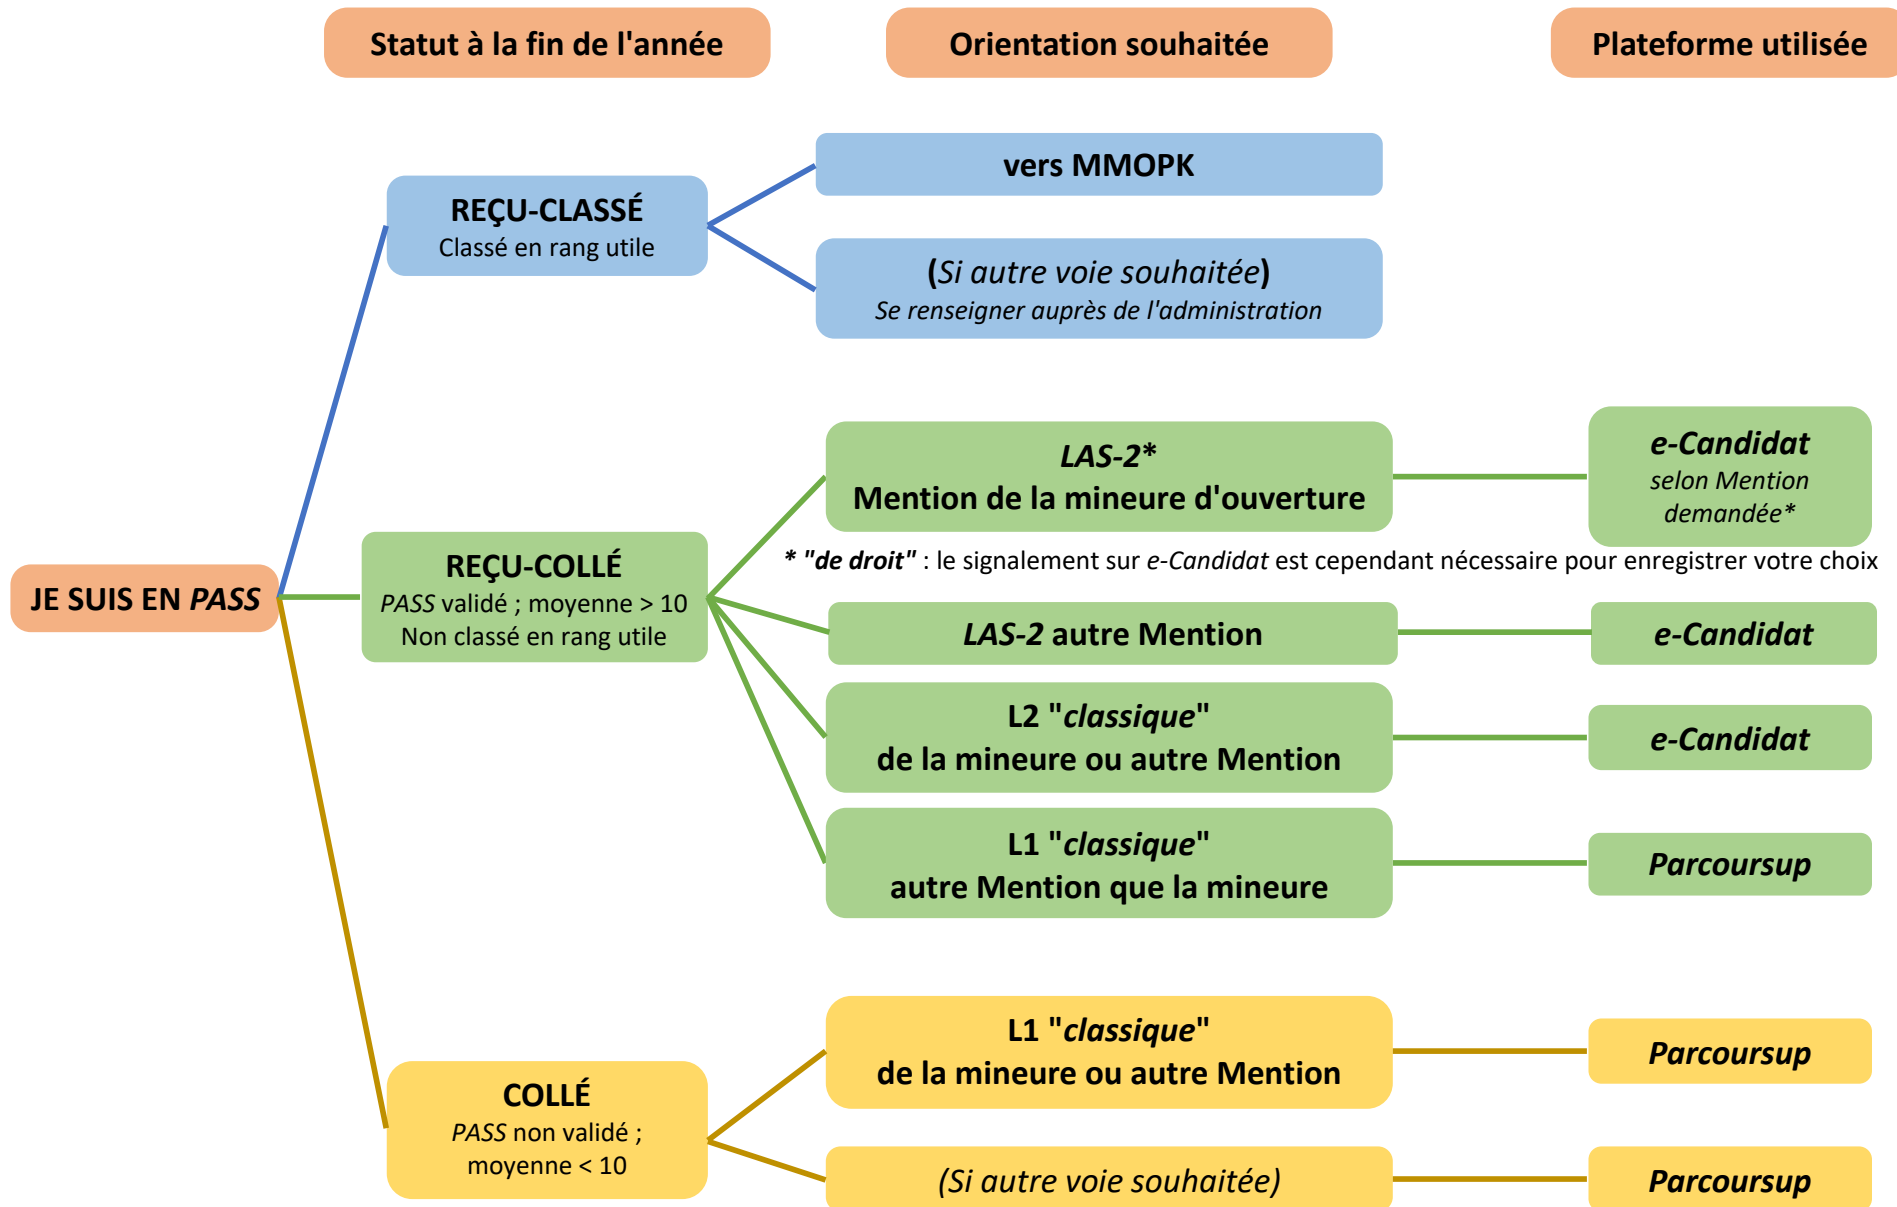 Statut à la fin de l'année
Orientation souhaitée
Plateforme utilisée
JE SUIS EN PASS
REÇU-CLASSÉ
Classé en rang utile
vers MMOPK
(Si autre voie souhaitée)
Se renseigner auprès de l'administration
REÇU-COLLÉ
PASS validé ; moyenne > 10
Non classé en rang utile
LAS-2*
Mention de la mineure d'ouverture
e-Candidat
selon Mention
demandée*
* "de droit" : le signalement sur e-Candidat est cependant nécessaire pour enregistrer votre choix
LAS-2 autre Mention
e-Candidat
L2 "classique"
de la mineure ou autre Mention
e-Candidat
L1 "classique"
autre Mention que la mineure
Parcoursup
COLLÉ
PASS non validé ;
moyenne < 10
L1 "classique"
de la mineure ou autre Mention
Parcoursup
(Si autre voie souhaitée)
Parcoursup